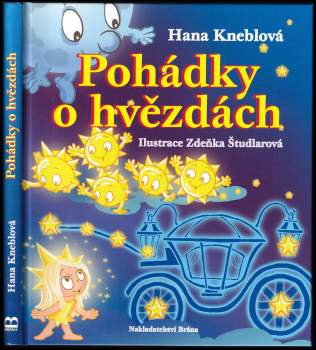 Hana Kneblová
Pohádky
o hvězdách
Ilustrace Zdeňka Študlarová
Nakladatelství Brána
Pohádky o hvězdách
Hana Kneblová